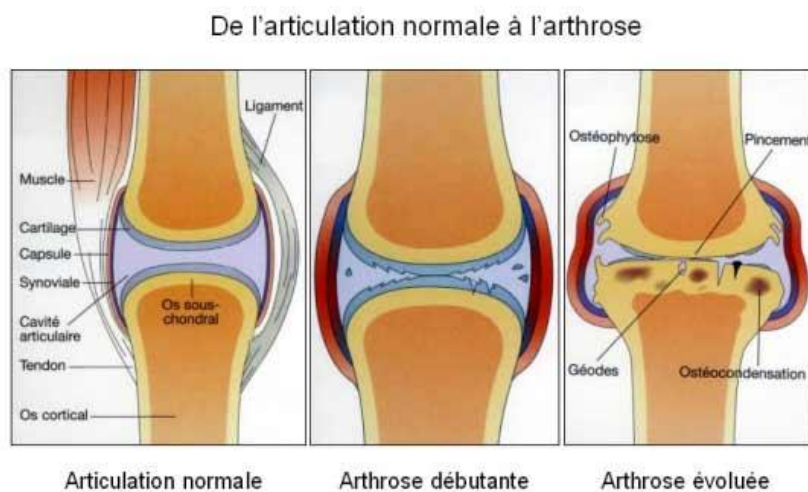 De l'articulation normale à l'arthrose
Ligament
Muscle
Cartilage
Capsule
Synoviale
Os sous-
chondral
Cavité
articulaire
Tendon
Os cortical
Ostéophytose
Pincement
Géodes
Ostéocondensation
Articulation normale
Arthrose débutante
Arthrose évoluée